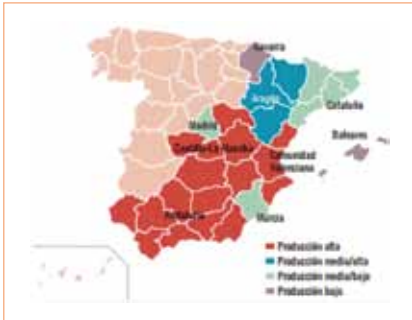 Navarra
Aragón
Cataluña
Madrid
Baleares
Castilla-La Mancha
Comunidad
Valenciana
Andalucía
Murcia
Producción alta
Producción media/alta
Producción media/baja
Producción baja